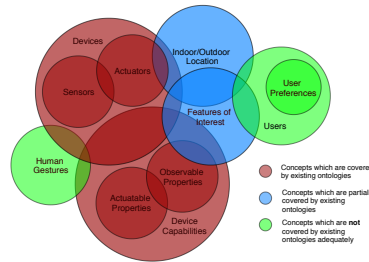 Devices
Indoor/Outdoor
Location
Actuators
Sensors
User
Preferences
Features of
Interest
Users
Human
Gestures
Observable
Properties
Actuatable
Properties
Device
Capabilities
Concepts which are covere
by existing ontologies
Concepts which are partial
covered by existing
ontologies
Concepts which are not
covered by existing
ontologies adequately